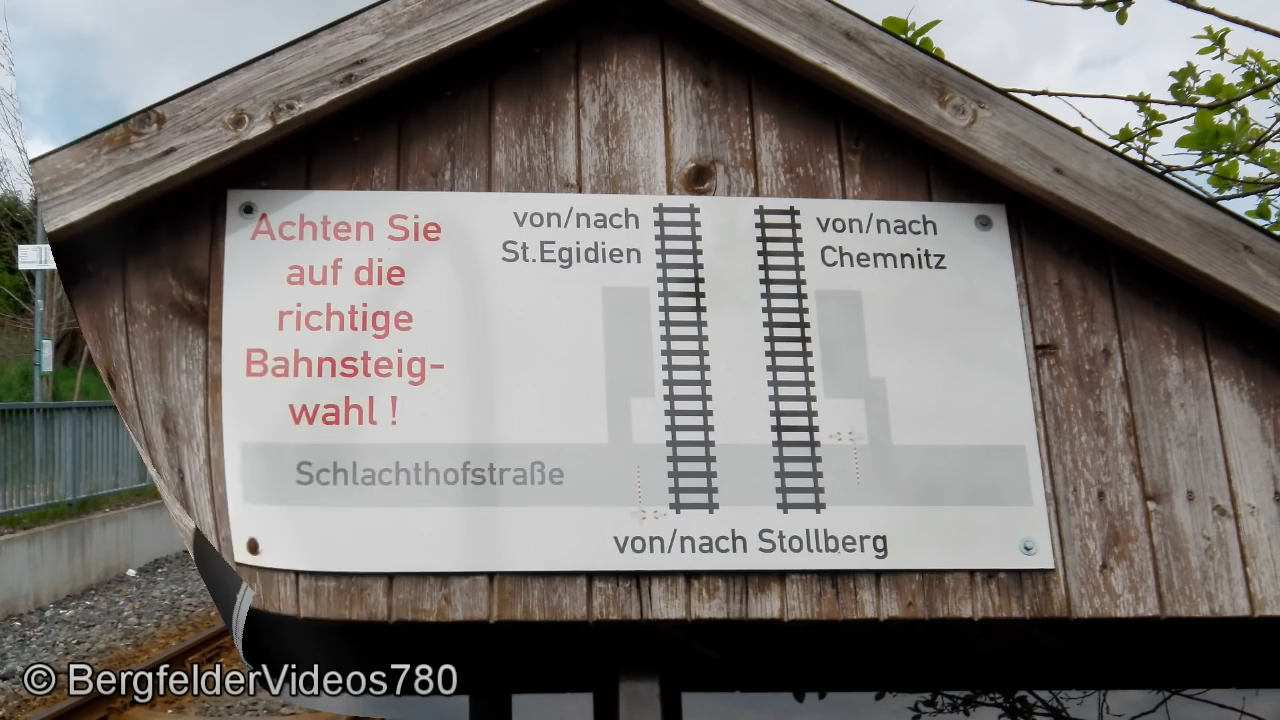 Achten Sie
auf die
richtige
Bahnsteig-
wahl !
von/nach
St.Egidien
von/nach
Chemnitz
Schlachthofstraße
von/nach Stollberg
© BergfelderVideos780